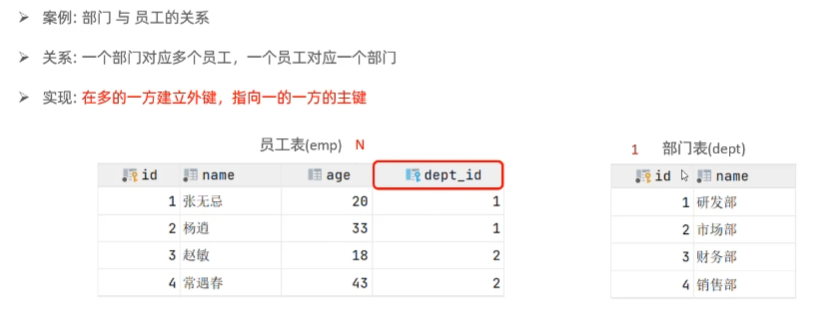 ➢ 案例: 部门 与 员工的关系
➢ 关系: 一个部门对应多个员工，一个员工对应一个部门
➢ 实现: 在多的一方建立外键，指向一的一方的主键
员工表(emp) N
id name age dept_id
1 张无忌 20 1
2 杨逍 33 1
3 赵敏 18 2
4 常遇春 43 2
1 部门表(dept)
id name
1 研发部
2 市场部
3 财务部
4 销售部